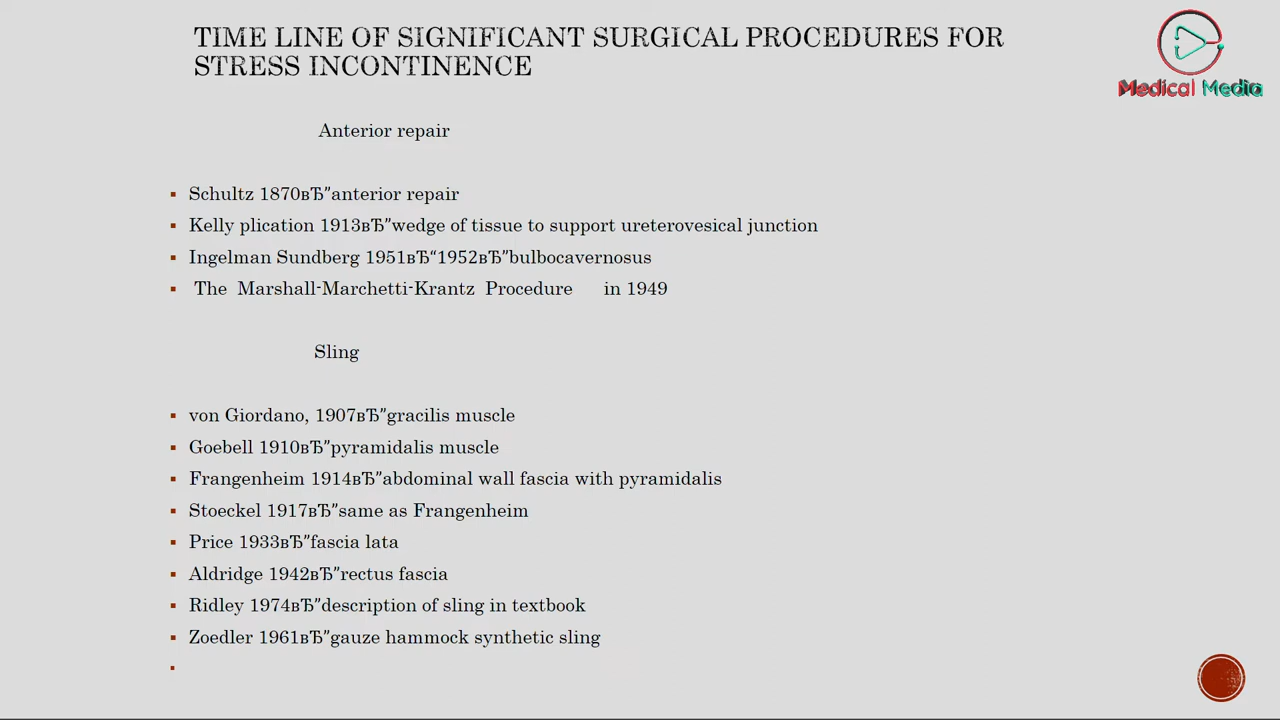 TIME LINE OF SIGNIFICANT SURGICAL PROCEDURES FOR
STRESS INCONTINENCE
Medical Media
Anterior repair
▪ Schultz 1870вЂ”anterior repair
▪ Kelly plication 1913вЂ”wedge of tissue to support ureterovesical junction
▪ Ingelman Sundberg 1951вЂ“1952вЂ”bulbocavernosus
▪ The Marshall-Marchetti-Krantz Procedure in 1949
Sling
▪ von Giordano, 1907вЂ”gracilis muscle
▪ Goebell 1910вЂ”pyramidalis muscle
▪ Frangenheim 1914вЂ”abdominal wall fascia with pyramidalis
▪ Stoeckel 1917вЂ”same as Frangenheim
▪ Price 1933вЂ”fascia lata
▪ Aldridge 1942вЂ”rectus fascia
▪ Ridley 1974вЂ”description of sling in textbook
▪ Zoedler 1961вЂ”gauze hammock synthetic sling
▪